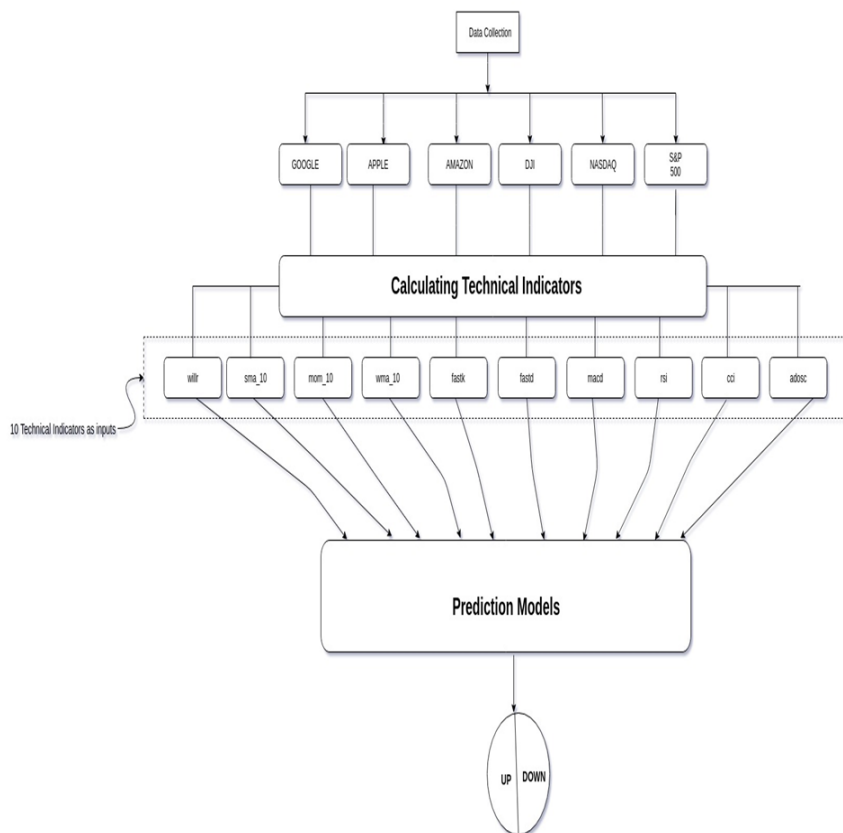 Data Collection
GOOGLE
APPLE
AMAZON
DJI
NASDAQ
S&P
500
Calculating Technical Indicators
willr
sma_10
mom_10
wma_10
fastk
fastd
macd
rsi
cci
adosc
10 Technical Indicators as inputs
Prediction Models
UP
DOWN